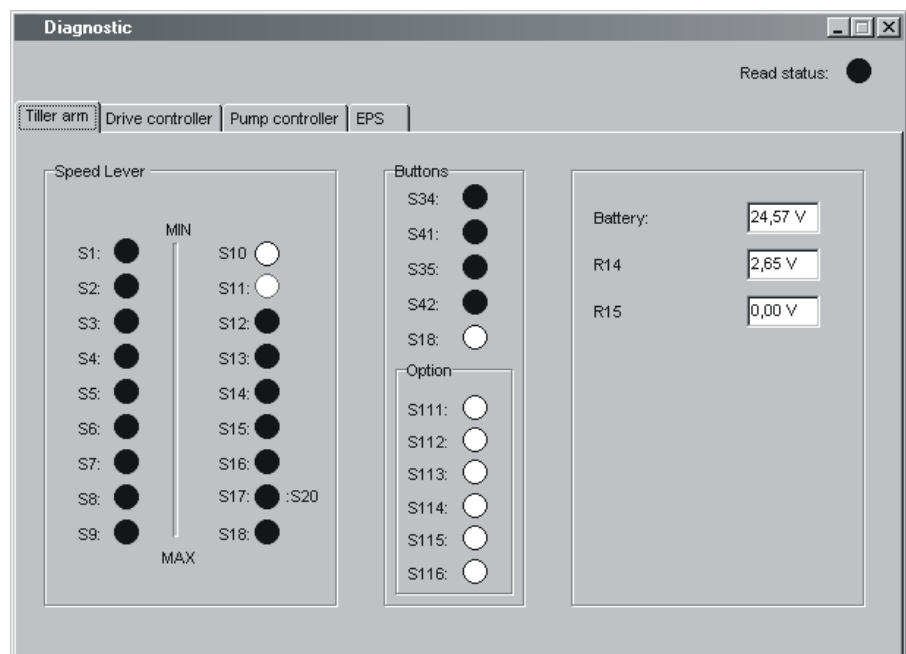 Diagnostic
Read status:
Tiller arm Drive controller Pump controller EPS
Speed Lever
MIN
S1:
S2:
S3:
S4:
S5:
S6:
S7:
S8:
S9:
S10
S11:
S12:
S13:
S14:
S15:
S16:
S17: :S20
S18:
MAX
Buttons
S34:
S41:
S35:
S42:
S18:
Option
S111:
S112:
S113:
S114:
S115:
S116:
Battery: 24,57 V
R14 2,65 V
R15 0,00 V